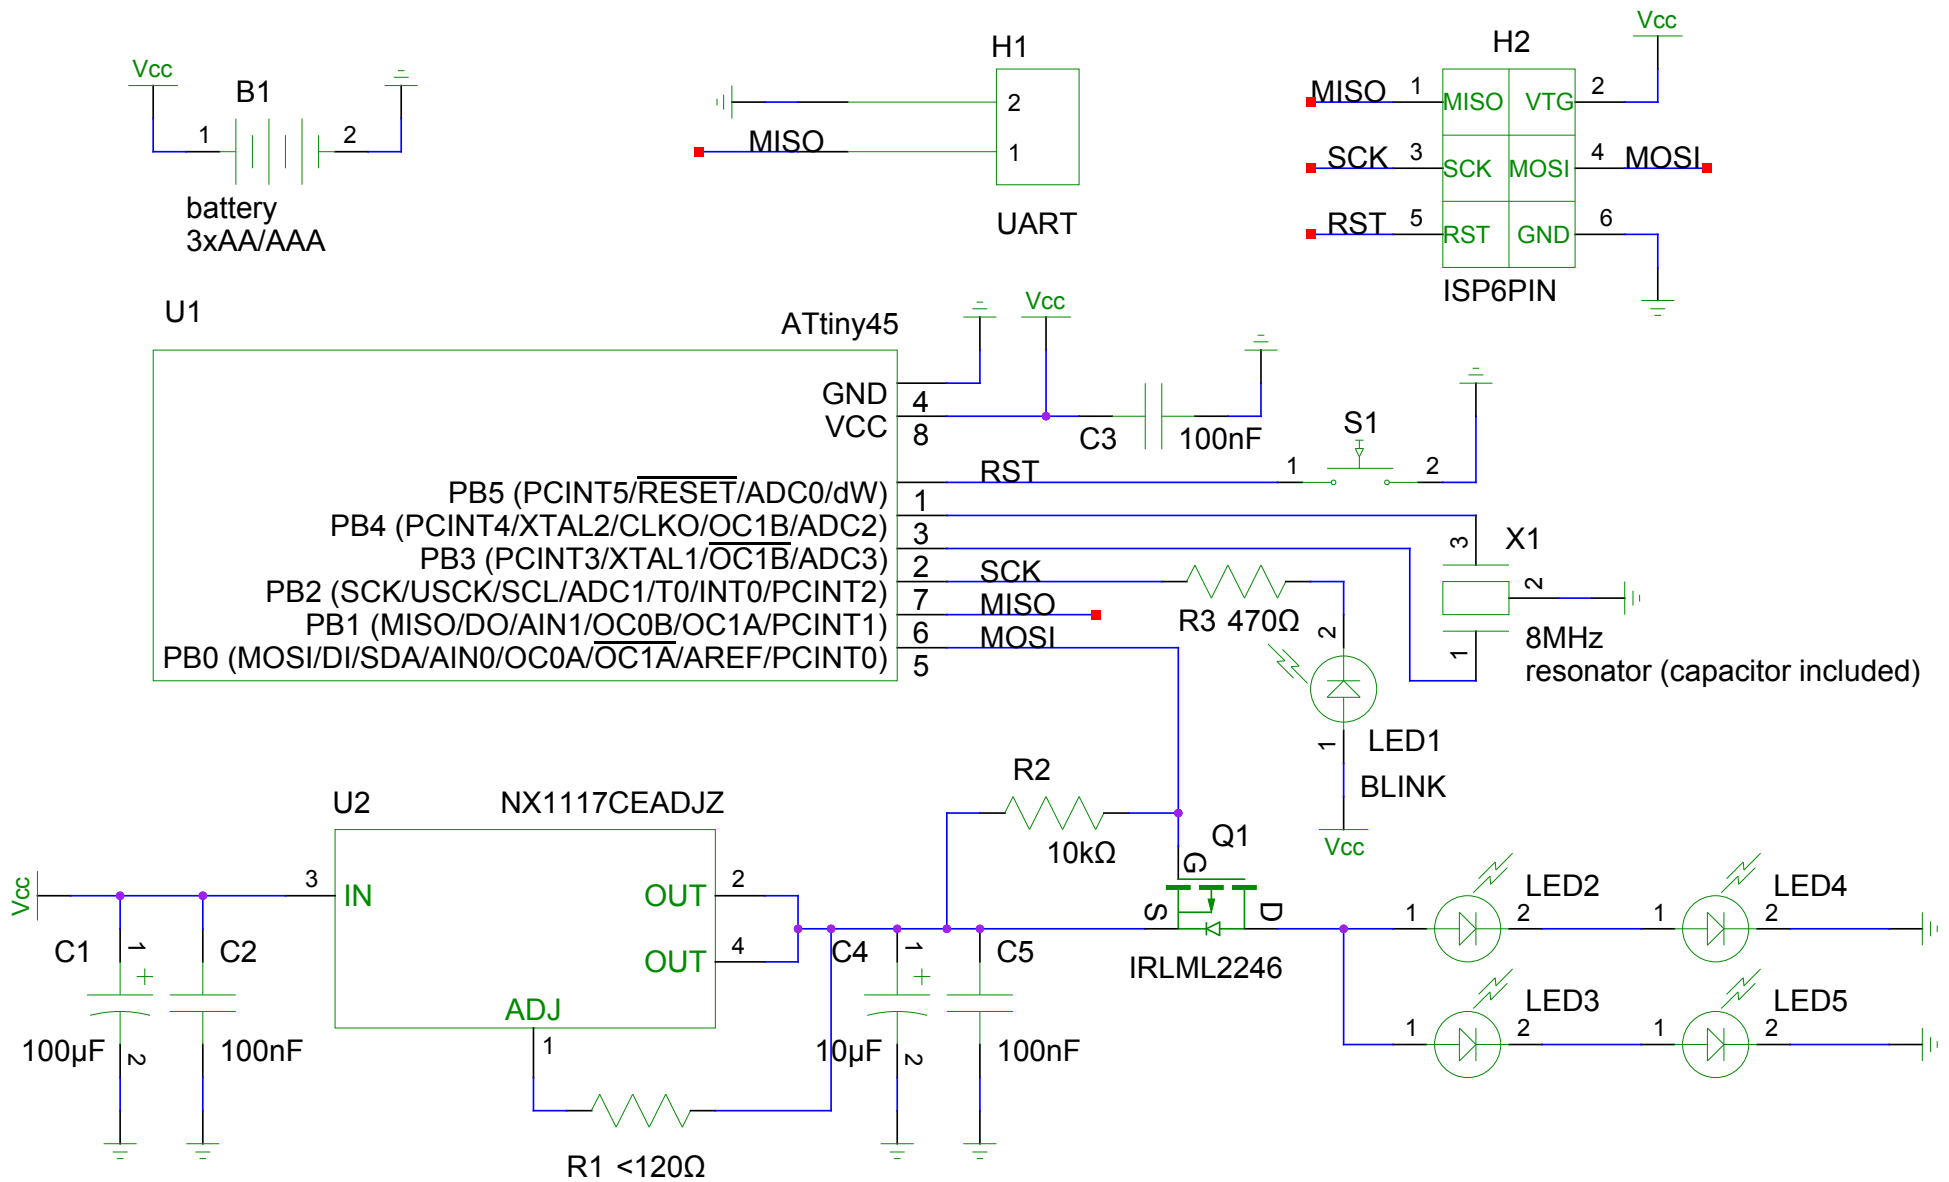 Vcc
B1
1
2
battery
3xAA/AAA
H1
2
MISO
1
UART
Vcc
H2
MISO 1 MISO VTG 2
SCK 3 SCK MOSI 4 MOSI
RST 5 RST GND 6
ISP6PIN
U1
ATtiny45
GND
4
VCC
8
PB5 (PCINT5/RESET/ADC0/dW)
1
PB4 (PCINT4/XTAL2/CLKO/OC1B/ADC2)
3
PB3 (PCINT3/XTAL1/OC1B/ADC3)
2
PB2 (SCK/USCK/SCL/ADC1/T0/INT0/PCINT2)
7
PB1 (MISO/DO/AIN1/OC0B/OC1A/PCINT1)
6
PB0 (MOSI/DI/SDA/AIN0/OC0A/OC1A/AREF/PCINT0)
5
Vcc
C3
100nF
RST
S1
1
2
SCK
MISO
MOSI
R3 470Ω
3
X1
2
1
8MHz
resonator (capacitor included)
2
1
LED1
BLINK
Vcc
U2
NX1117CEADJZ
Vcc
3
IN
OUT
2
OUT
4
ADJ
1
C1
1
+
100µF
2
C2
100nF
R1 <120Ω
C4
1
+
10µF
2
C5
100nF
R2
10kΩ
Q1
G
S
D
IRLML2246
1
LED2
2
1
LED4
2
1
LED3
2
1
LED5
2